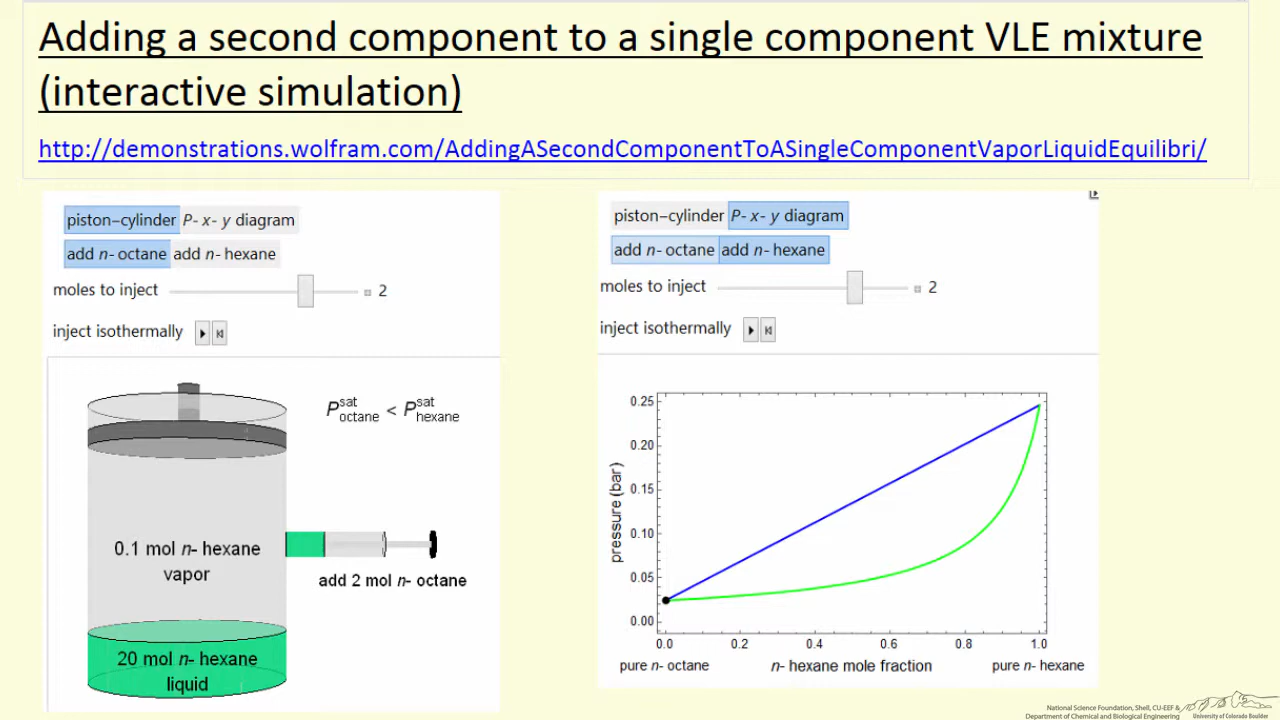 Adding a second component to a single component VLE mixture
(interactive simulation)
http://demonstrations.wolfram.com/AddingASecondComponentToASingleComponentVaporLiquidEquilibri/
piston–cylinder P- x- y diagram
add n- octane add n- hexane
moles to inject 2
inject isothermally
P sat octane < P sat hexane
0.1 mol n- hexane
vapor
add 2 mol n- octane
20 mol n- hexane
liquid
piston–cylinder P- x- y diagram
add n- octane add n- hexane
moles to inject 2
inject isothermally
0.25
0.20
0.15
0.10
0.05
0.00
pressure (bar)
0.0 0.2 0.4 0.6 0.8 1.0
pure n- octane n- hexane mole fraction pure n- hexane
National Science Foundation, Shell, CU-EEF &
Department of Chemical and Biological Engineering
University of Colorado Boulder